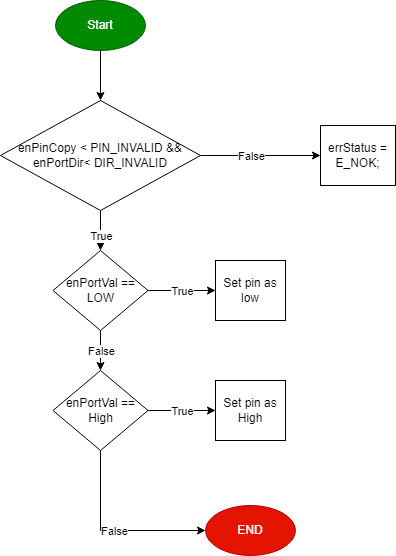 Start
enPinCopy < PIN_INVALID &&
enPortDir< DIR_INVALID
False
errStatus =
E_NOK;
True
enPortVal ==
LOW
True
Set pin as
low
False
enPortVal ==
High
True
Set pin as
High
False
END